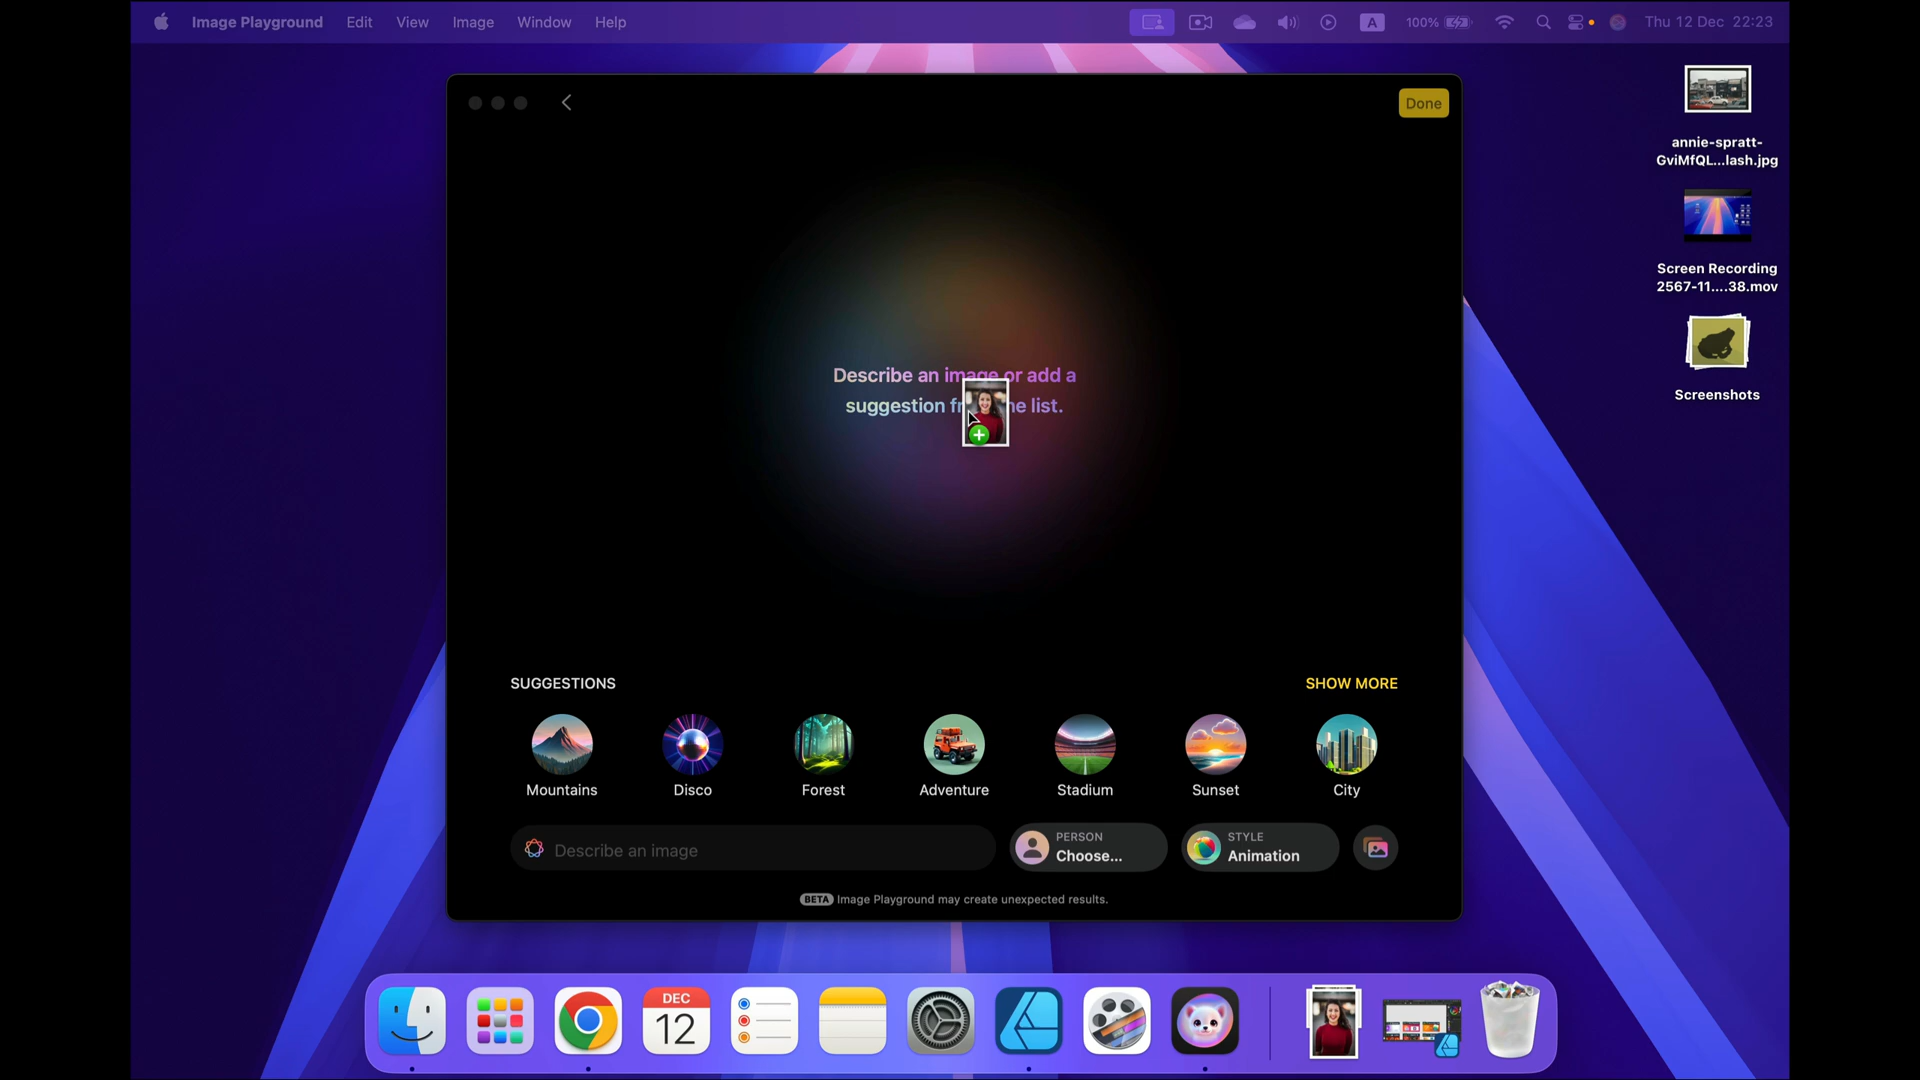 Image Playground Edit View Image Window Help A 100% Thu 12 Dec 22:23
Done
annie-spratt-
GviMfQL...lash.jpg
Screen Recording
2567-11....38.mov
Screenshots
Describe an image or add a
suggestion fr he list.
SUGGESTIONS SHOW MORE
Mountains Disco Forest Adventure Stadium Sunset City
Describe an image
PERSON
Choose...
STYLE
Animation
BETA Image Playground may create unexpected results.
DEC
12